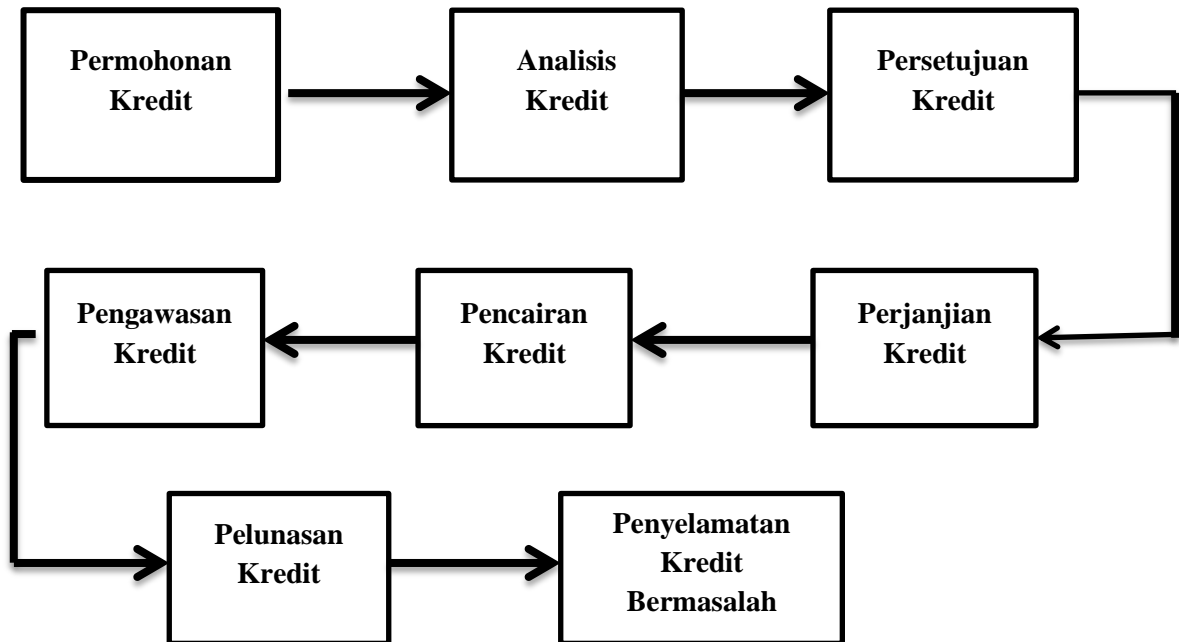 Permohonan
Kredit
Analisis
Kredit
Persetujuan
Kredit
Perjanjian
Kredit
Pencairan
Kredit
Pengawasan
Kredit
Pelunasan
Kredit
Penyelamatan
Kredit
Bermasalah